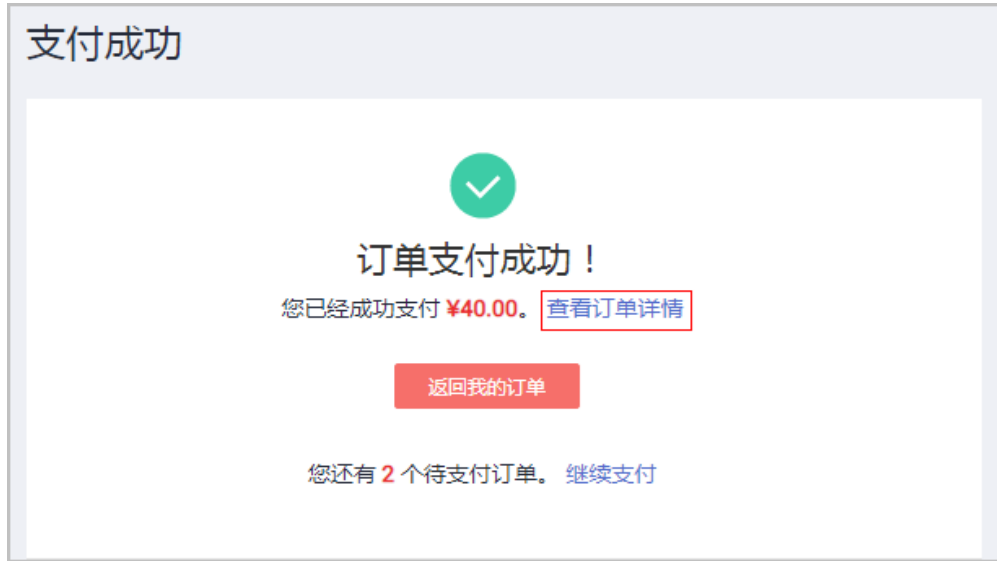 支付成功
订单支付成功！
您已经成功支付 ¥40.00。 查看订单详情
返回我的订单
您还有 2 个待支付订单。 继续支付